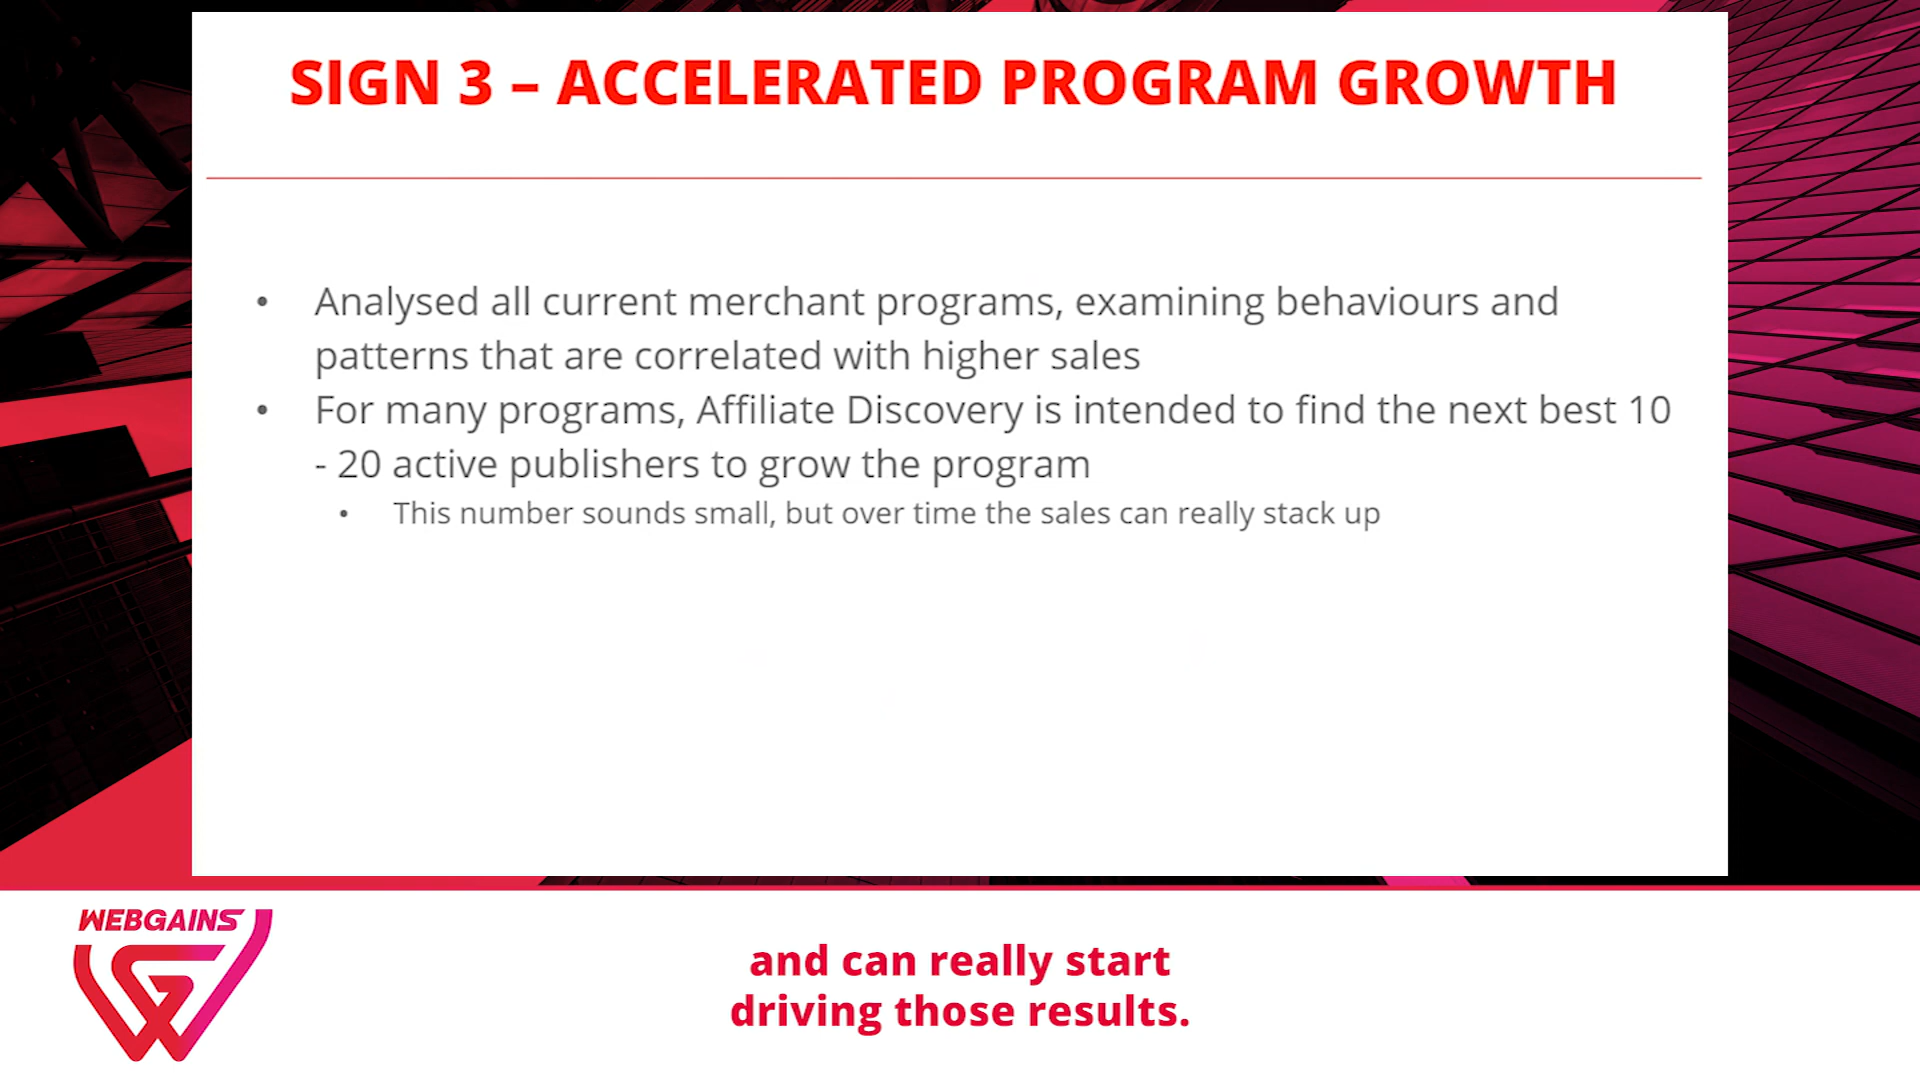 SIGN 3 – ACCELERATED PROGRAM GROWTH
• Analysed all current merchant programs, examining behaviours and
patterns that are correlated with higher sales
• For many programs, Affiliate Discovery is intended to find the next best 10
- 20 active publishers to grow the program
• This number sounds small, but over time the sales can really stack up
WEBGAINS
and can really start
driving those results.